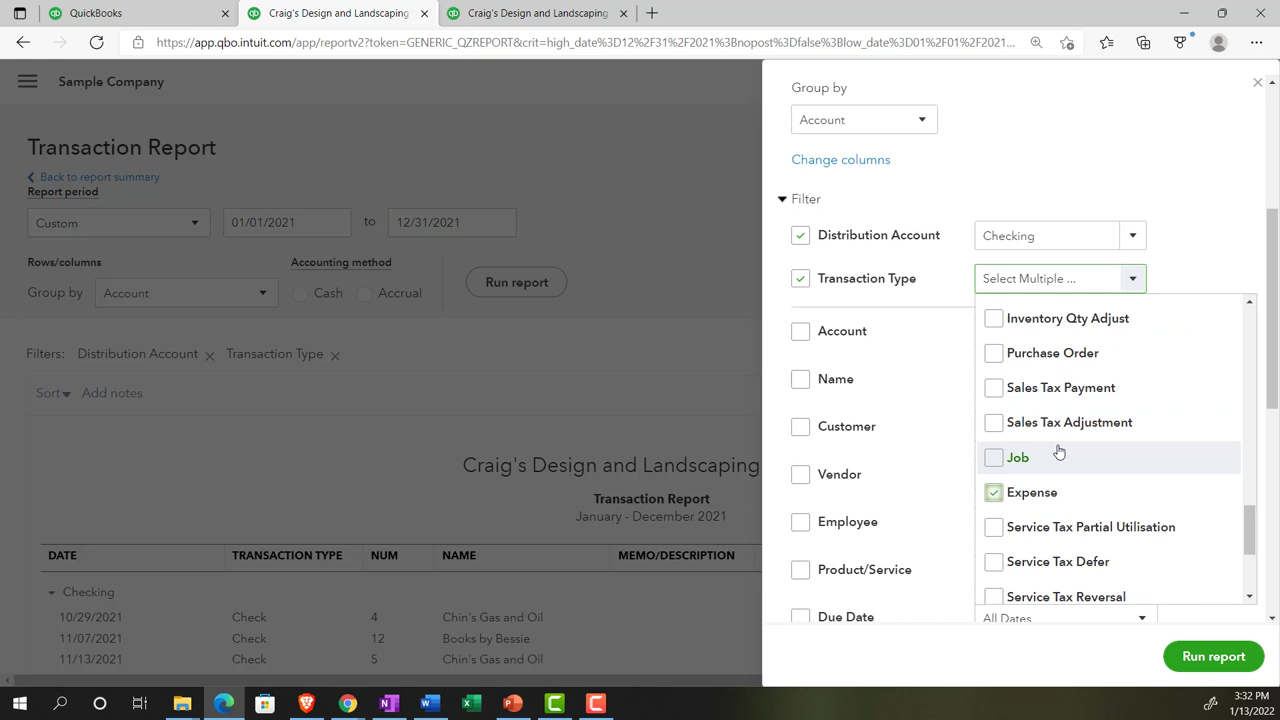 QuickBooks
Craig's Design and Landscaping
Craig's Design and Landscaping
https://app.qbo.intuit.com/app/reportv2?token=GENERIC_QZREPORT&crit=high_date%3D12%2F31%2F2021%3Bnopost%3Dfalse%3Blow_date%3D01%2F01%2F2021...
Sample Company
Transaction Report
Back to report summary
Report period
Custom
01/01/2021
to
12/31/2021
Rows/columns
Accounting method
Group by
Account
Cash
Accrual
Run report
Filters:
Distribution Account
Transaction Type
Sort
Add notes
Craig's Design and Landscaping
Transaction Report
January - December 2021
DATE TRANSACTION TYPE NUM NAME MEMO/DESCRIPTION
Checking
10/29/2021 Check 4 Chin's Gas and Oil
11/07/2021 Check 12 Books by Bessie
11/13/2021 Check 5 Chin's Gas and Oil
Group by
Account
Change columns
Filter
Distribution Account
Checking
Transaction Type
Select Multiple ...
Account
Name
Customer
Vendor
Employee
Product/Service
Due Date
Inventory Qty Adjust
Purchase Order
Sales Tax Payment
Sales Tax Adjustment
Job
Expense
Service Tax Partial Utilisation
Service Tax Defer
Service Tax Reversal
All Dates
Run report
3:32 PM
1/13/2022